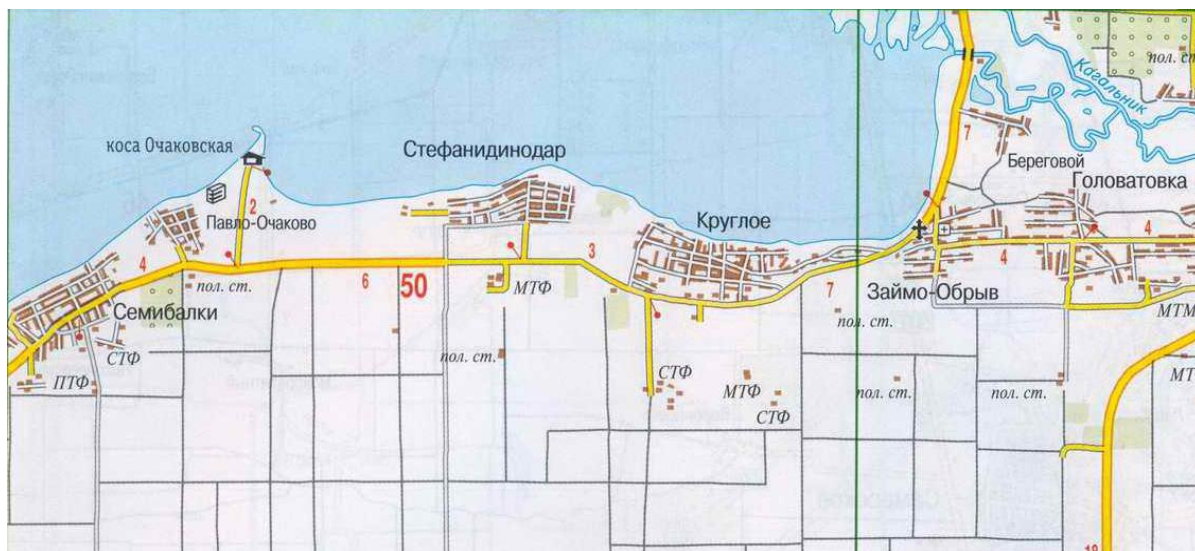 пол. ст.
Кагальник
7
Береговой
коса Очаковская
Стефанидинодар
Головатовка
2
Павло-Очаково
Круглое
4
3
4
4
6
50
МТФ
7
Займо-Обрыв
пол. ст.
Семибалки
пол. ст.
МТМ
СТФ
пол. ст.
ПТФ
СТФ
МТФ
СТФ
пол. ст.
пол. ст.
МТ